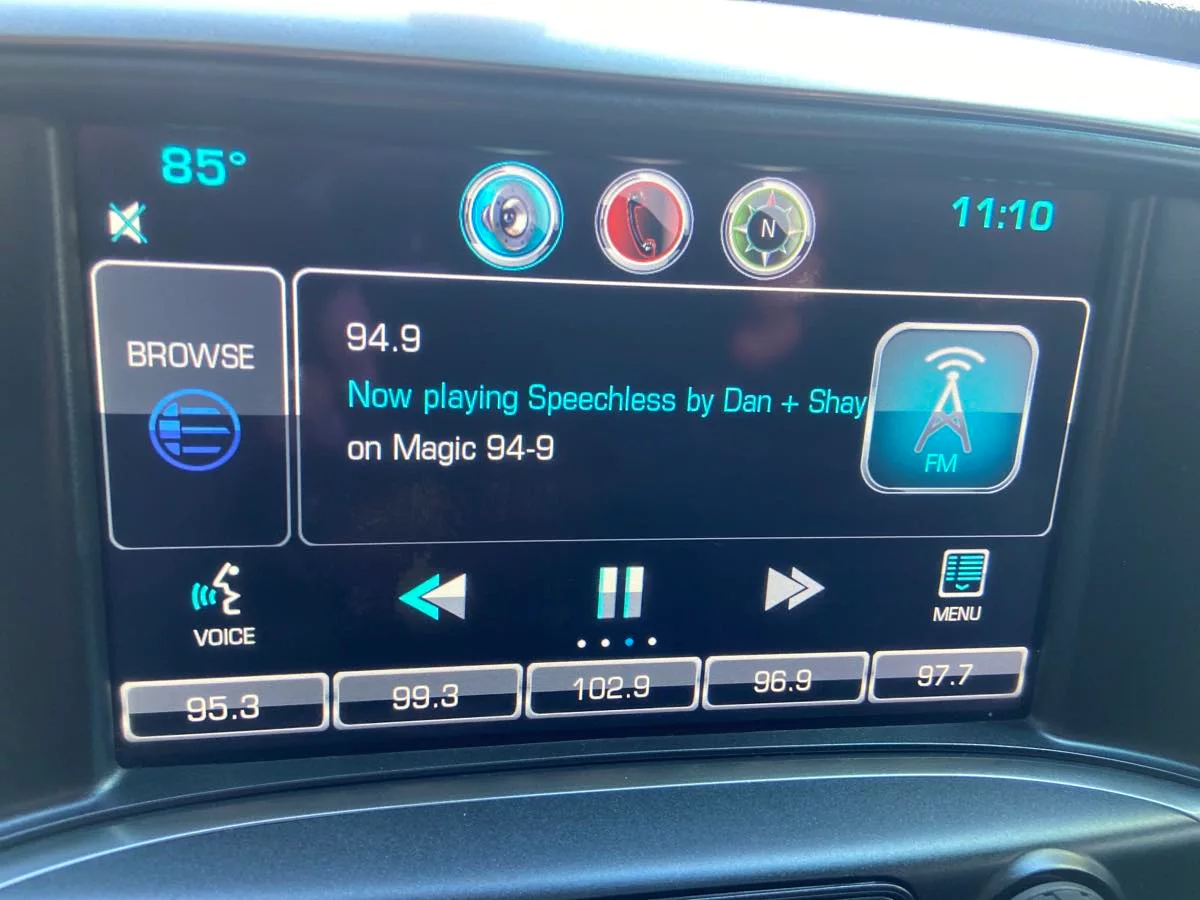 85°
11:10
N
BROWSE
94.9
Now playing Speechless by Dan + Shay
on Magic 94-9
FM
VOICE
MENU
95.3
99.3
102.9
96.9
97.7